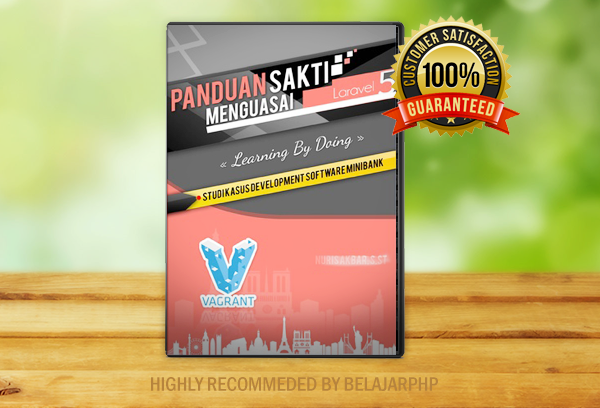 PANDUAN SAKTI
MENGUASAI
Laravel 5
« Learning By Doing »
STUDI KASUS DEVELOPMENT SOFTWARE MINIBANK
VAGRANT
CUSTOMER SATISFACTION
100%
GUARANTEED
HIGHLY RECOMMEDED BY BELAJARPHP